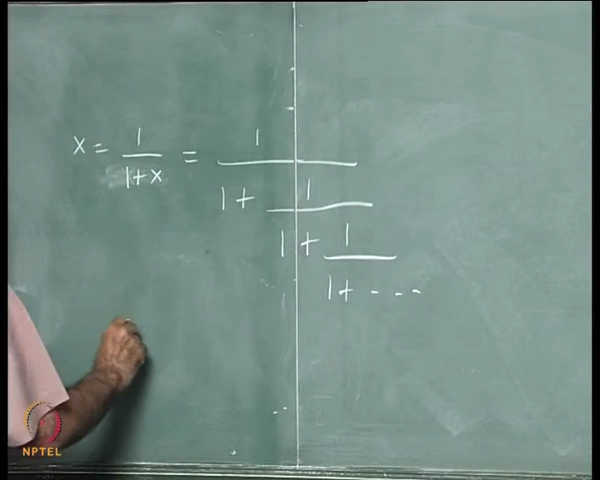 x = 1/(1+x) = 1/(1 + 1/(1 + 1/(1 + ...
NPTEL